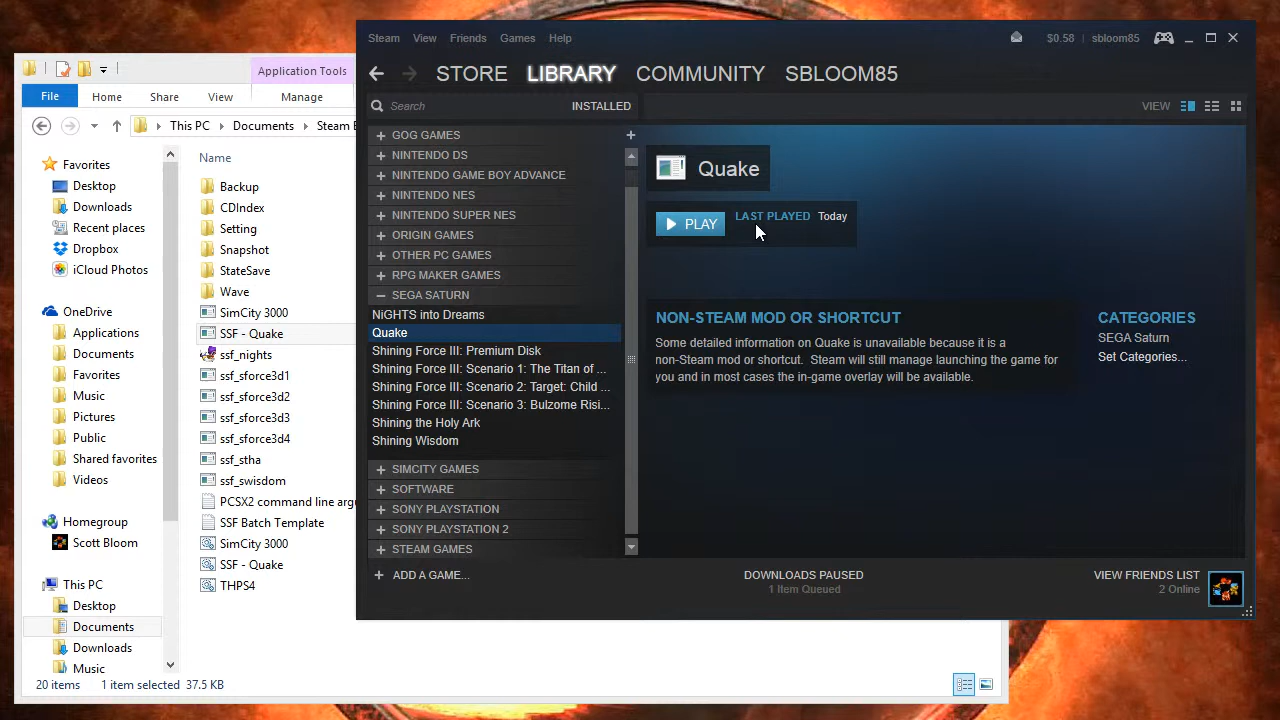 Application Tools
File
Home
Share
View
Manage
This PC
Documents
Steam
Favorites
Desktop
Downloads
Recent places
Dropbox
iCloud Photos
OneDrive
Applications
Documents
Favorites
Music
Pictures
Public
Shared favorites
Videos
Homegroup
Scott Bloom
This PC
Desktop
Documents
Downloads
Music
20 items
1 item selected 37.5 KB
Name
Backup
CDIndex
Setting
Snapshot
StateSave
Wave
SimCity 3000
SSF - Quake
ssf_nights
ssf_sforce3d1
ssf_sforce3d2
ssf_sforce3d3
ssf_sforce3d4
ssf_stha
ssf_swisdom
PCSX2 command line argu
SSF Batch Template
SimCity 3000
SSF - Quake
THPS4
Steam View Friends Games Help
$0.58 sbloom85
STORE LIBRARY COMMUNITY SBLOOM85
Search INSTALLED
VIEW
GOG GAMES
NINTENDO DS
NINTENDO GAME BOY ADVANCE
NINTENDO NES
NINTENDO SUPER NES
ORIGIN GAMES
OTHER PC GAMES
RPG MAKER GAMES
SEGA SATURN
NiGHTS into Dreams
Quake
Shining Force III: Premium Disk
Shining Force III: Scenario 1: The Titan of ...
Shining Force III: Scenario 2: Target: Child ...
Shining Force III: Scenario 3: Bulzome Risi...
Shining the Holy Ark
Shining Wisdom
SIMCITY GAMES
SOFTWARE
SONY PLAYSTATION
SONY PLAYSTATION 2
STEAM GAMES
Quake
PLAY
LAST PLAYED Today
NON-STEAM MOD OR SHORTCUT
Some detailed information on Quake is unavailable because it is a
non-Steam mod or shortcut. Steam will still manage launching the game for
you and in most cases the in-game overlay will be available.
CATEGORIES
SEGA Saturn
Set Categories...
ADD A GAME...
DOWNLOADS PAUSED
1 Item Queued
VIEW FRIENDS LIST
2 Online